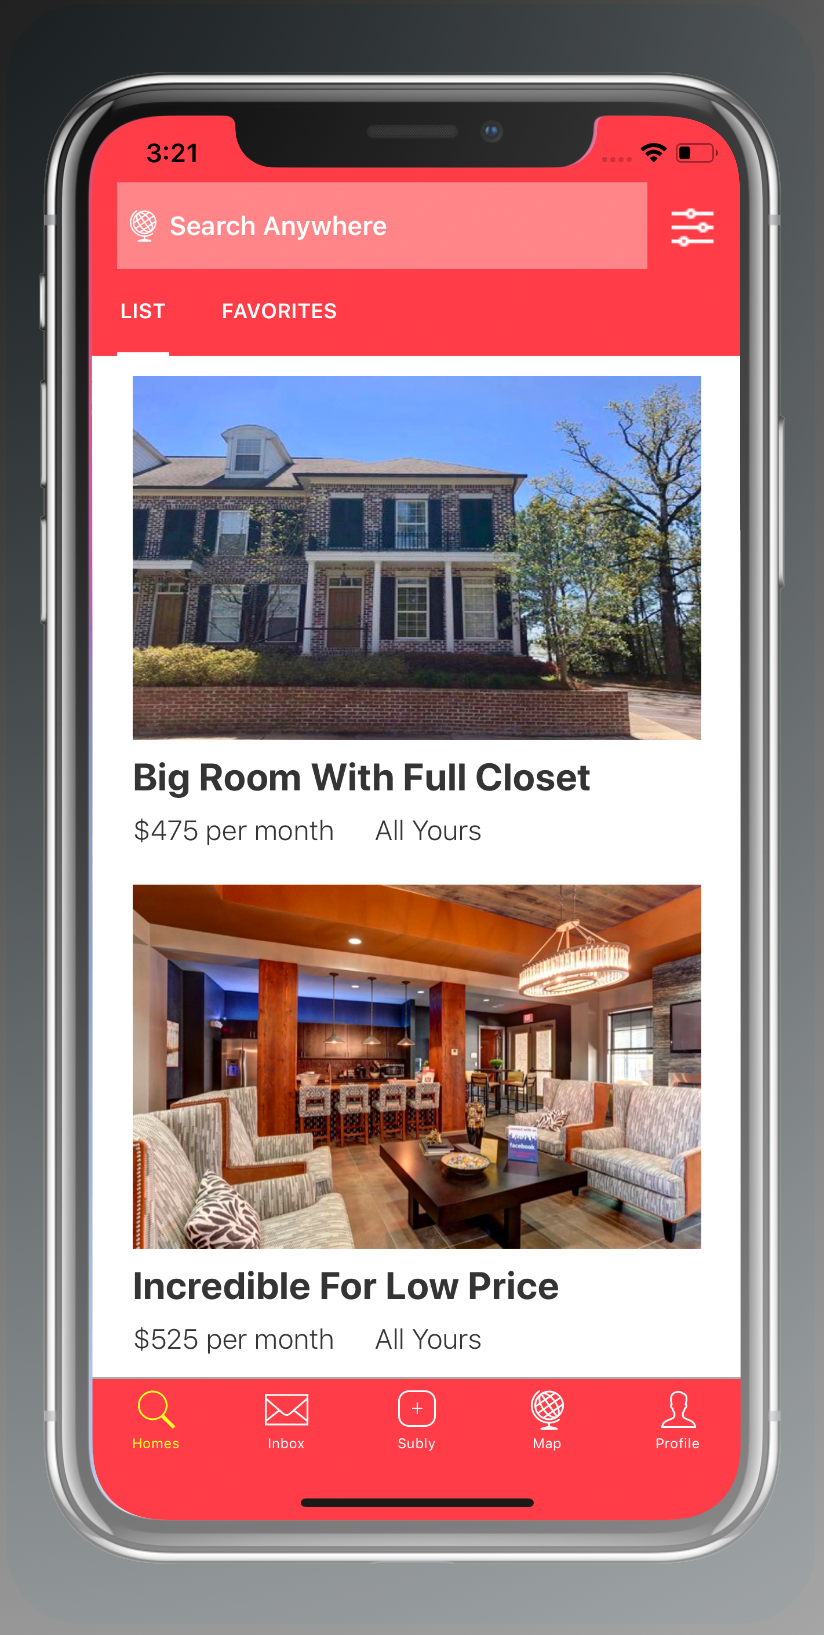 3:21
Search Anywhere
LIST FAVORITES
Big Room With Full Closet
$475 per month All Yours
facebook
Incredible For Low Price
$525 per month All Yours
Homes Inbox Subly Map Profile